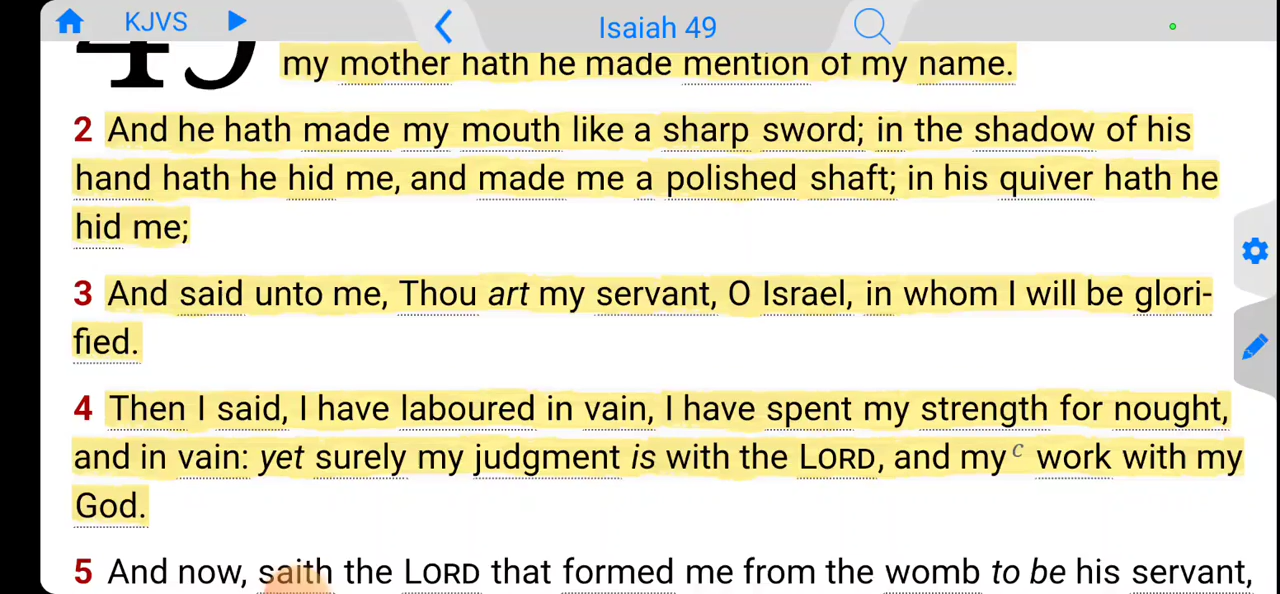 KJVS Isaiah 49
49 my mother hath he made mention of my name.
2 And he hath made my mouth like a sharp sword; in the shadow of his
hand hath he hid me, and made me a polished shaft; in his quiver hath he
hid me;
3 And said unto me, Thou art my servant, O Israel, in whom I will be glori-
fied.
4 Then I said, I have laboured in vain, I have spent my strength for nought,
and in vain: yet surely my judgment is with the LORD, and my c work with my
God.
5 And now, saith the LORD that formed me from the womb to be his servant,